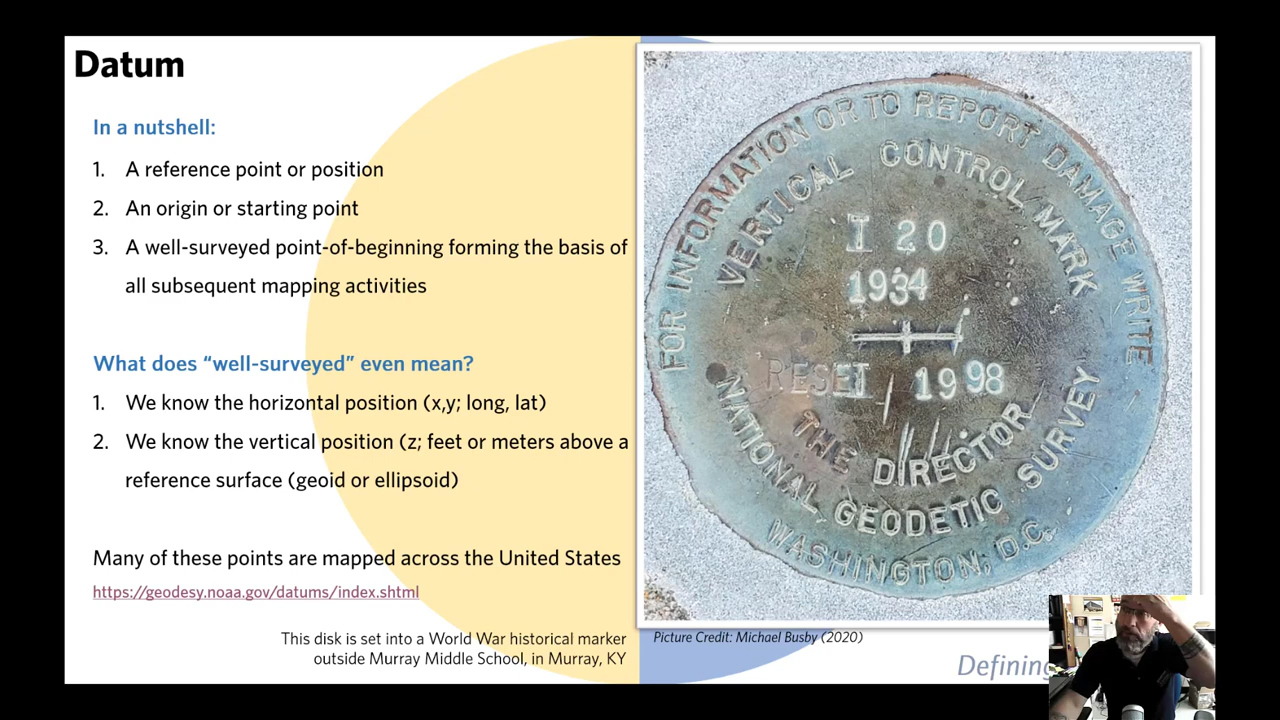 Datum
In a nutshell:
1. A reference point or position
2. An origin or starting point
3. A well-surveyed point-of-beginning forming the basis of
all subsequent mapping activities
What does “well-surveyed” even mean?
1. We know the horizontal position (x,y; long, lat)
2. We know the vertical position (z; feet or meters above a
reference surface (geoid or ellipsoid)
Many of these points are mapped across the United States
https://geodesy.noaa.gov/datums/index.shtml
This disk is set into a World War historical marker
outside Murray Middle School, in Murray, KY
FOR INFORMATION OR TO REPORT DAMAGE WRITE
VERTICAL CONTROL MARK
I 20
1934
RESET 1998
THE DIRECTOR
NATIONAL GEODETIC SURVEY
WASHINGTON, D.C.
Picture Credit: Michael Busby (2020)
Defining